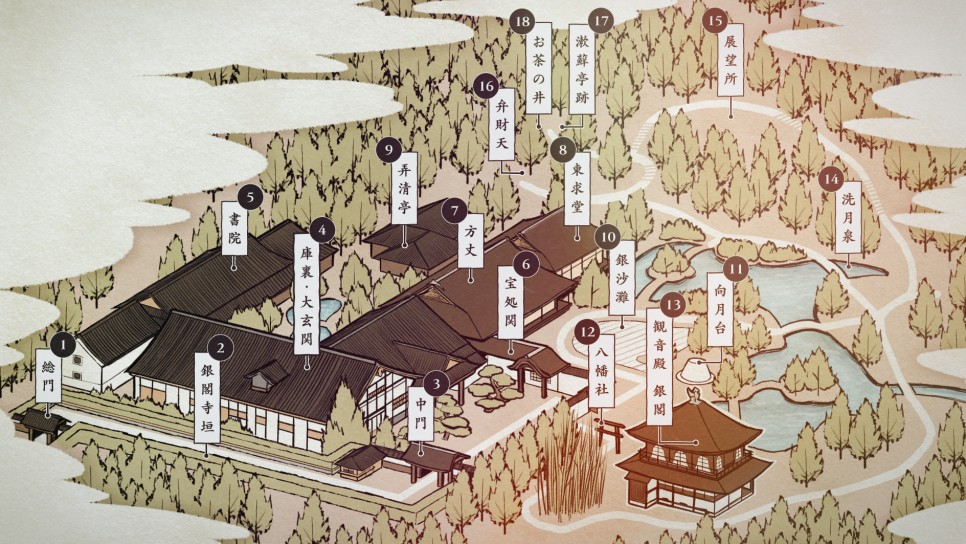 1 総門
2 銀閣寺垣
3 中門
4 庫裏・大玄関
5 書院
6 宝処関
7 方丈
8 東求堂
9 弄清亭
10 銀沙灘
11 向月台
12 八幡社
13 観音殿 銀閣
14 洗月泉
15 展望所
16 弁財天
17 漱蘚亭跡
18 お茶の井